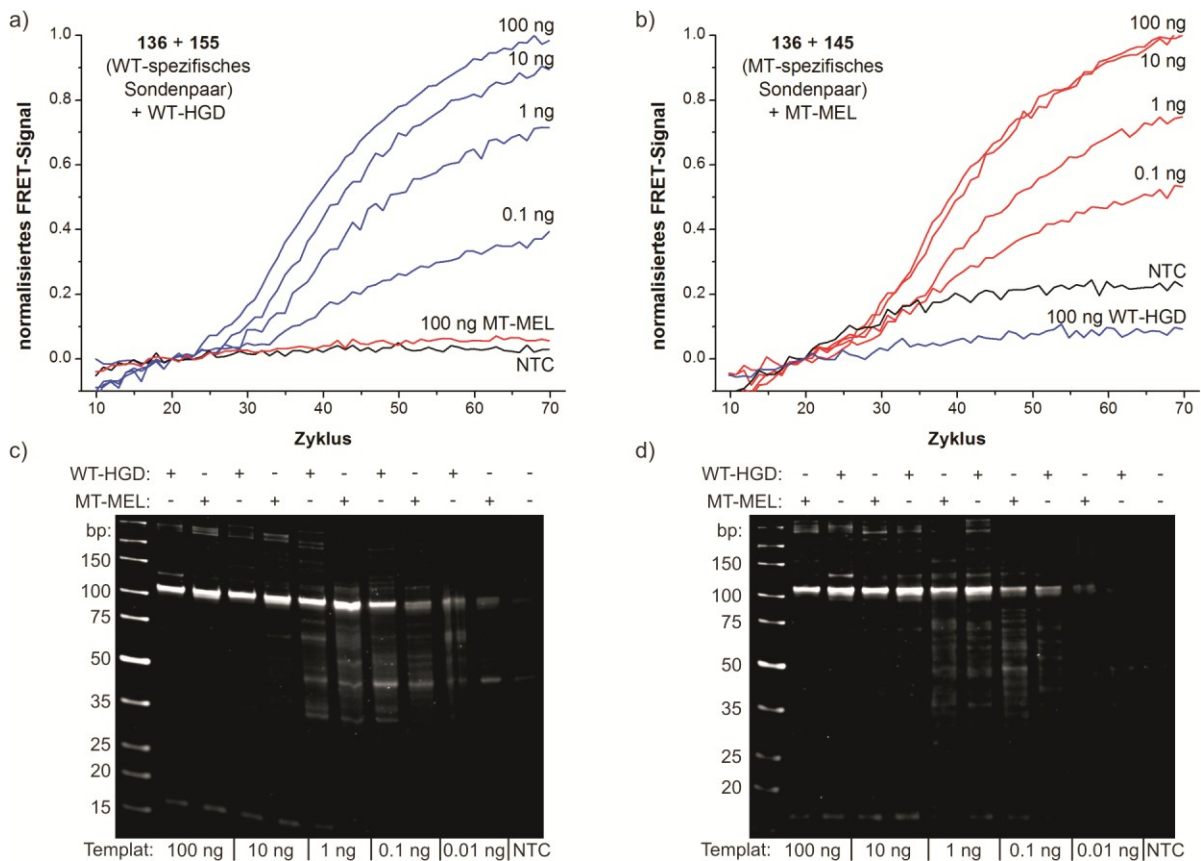 a)
136 + 155
(WT-spezifisches
Sondenpaar)
+ WT-HGD
normalisiertes FRET-Signal
1.0
0.8
0.6
0.4
0.2
0.0
100 ng
10 ng
1 ng
0.1 ng
100 ng MT-MEL
NTC
10 20 30 40 50 60 70
Zyklus
b)
136 + 145
(MT-spezifisches
Sondenpaar)
+ MT-MEL
normalisiertes FRET-Signal
1.0
0.8
0.6
0.4
0.2
0.0
100 ng
10 ng
1 ng
0.1 ng
NTC
100 ng WT-HGD
10 20 30 40 50 60 70
Zyklus
c)
WT-HGD: + - + - + - + - + - -
MT-MEL: - + - + - + - + - + -
bp:
150
100
75
50
35
25
20
15
Templat: 100 ng | 10 ng | 1 ng | 0.1 ng | 0.01 ng | NTC
d)
WT-HGD: - + - + - + - + - + -
MT-MEL: + - + - + - + - + - -
bp:
150
100
75
50
35
25
20
Templat: 100 ng | 10 ng | 1 ng | 0.1 ng | 0.01 ng | NTC